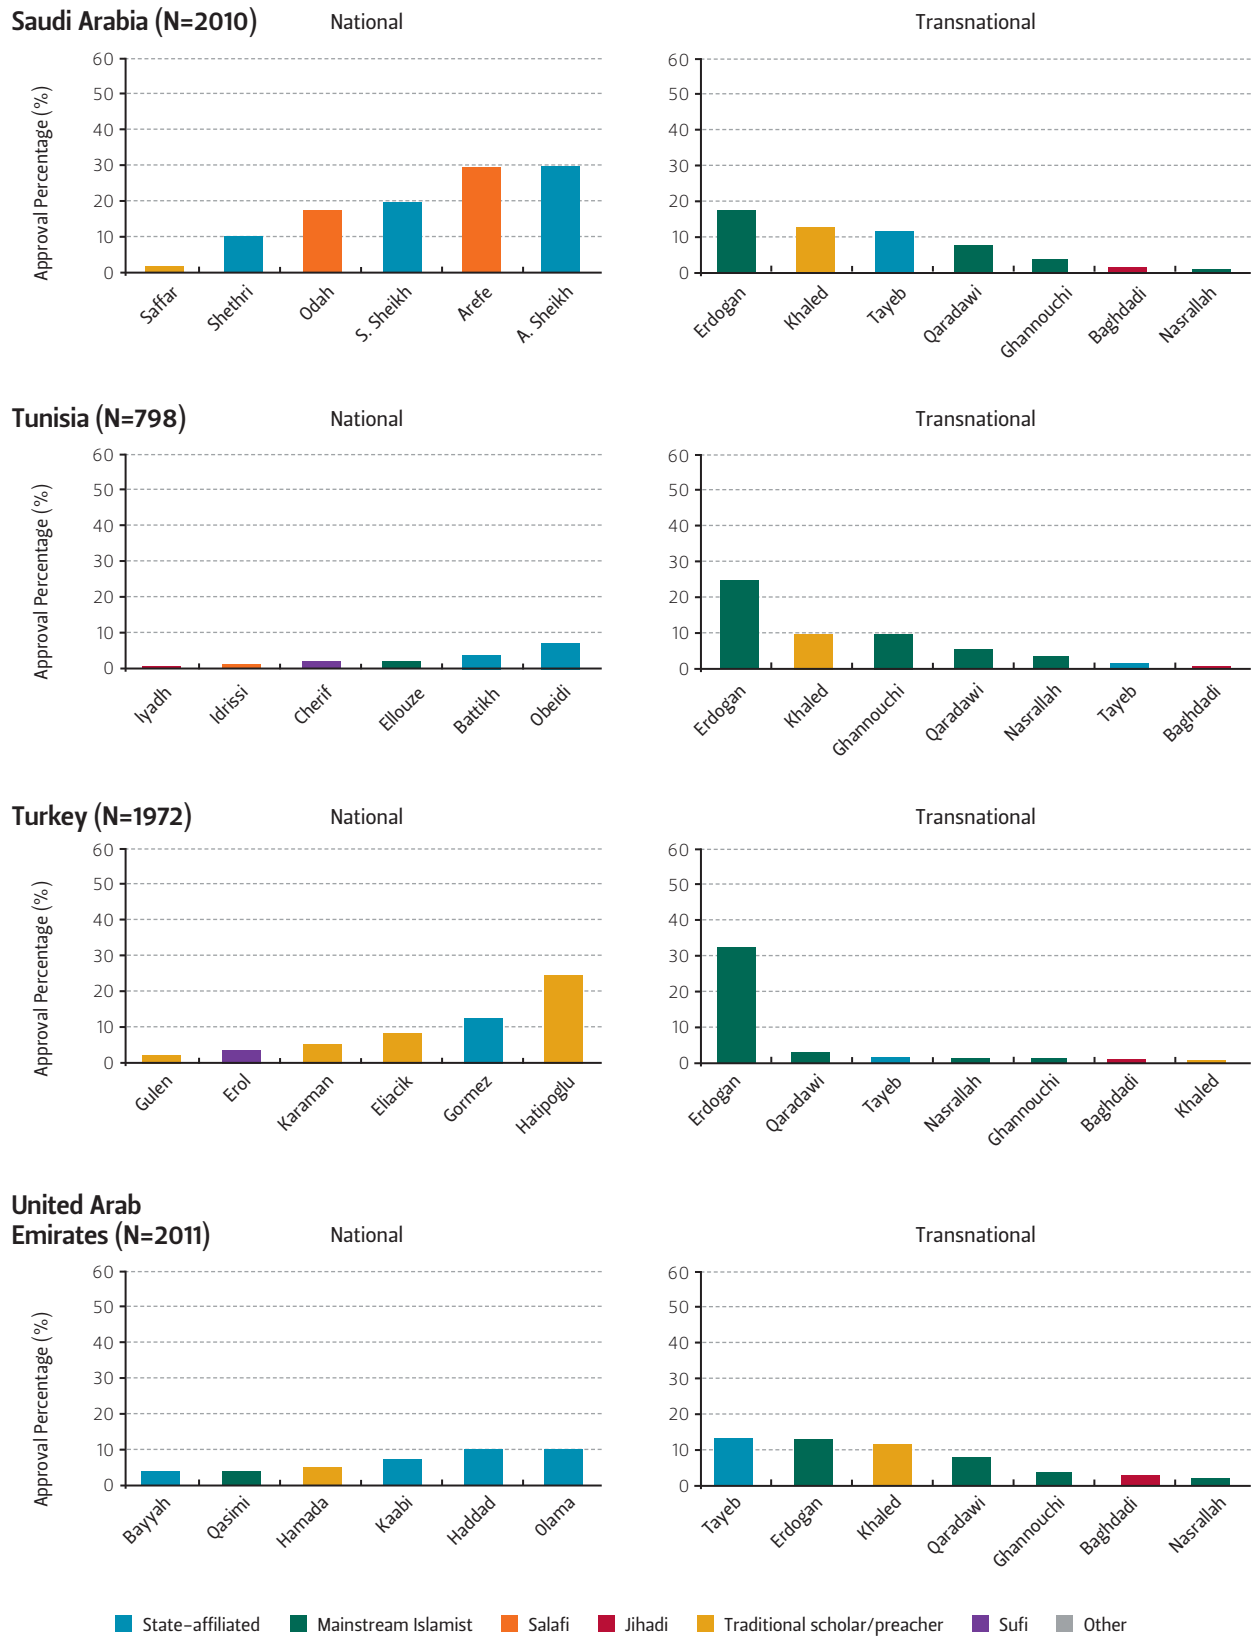 Saudi Arabia (N=2010)
National
Transnational
Approval Percentage (%)
60
50
40
30
20
10
0
Saffar
Shethri
Odah
S. Sheikh
Arefe
A. Sheikh
60
50
40
30
20
10
0
Erdogan
Khaled
Tayeb
Qaradawi
Ghannouchi
Baghdadi
Nasrallah
Tunisia (N=798)
National
Transnational
Approval Percentage (%)
60
50
40
30
20
10
0
Iyadh
Idrissi
Cherif
Ellouze
Battikh
Obeidi
60
50
40
30
20
10
0
Erdogan
Khaled
Ghannouchi
Qaradawi
Nasrallah
Tayeb
Baghdadi
Turkey (N=1972)
National
Transnational
Approval Percentage (%)
60
50
40
30
20
10
0
Gulen
Erol
Karaman
Eliacik
Gormez
Hatipoglu
60
50
40
30
20
10
0
Erdogan
Qaradawi
Tayeb
Nasrallah
Ghannouchi
Baghdadi
Khaled
United Arab
Emirates (N=2011)
National
Transnational
Approval Percentage (%)
60
50
40
30
20
10
0
Bayyah
Qasimi
Hamada
Kaabi
Haddad
Olama
60
50
40
30
20
10
0
Tayeb
Erdogan
Khaled
Qaradawi
Ghannouchi
Baghdadi
Nasrallah
State-affiliated
Mainstream Islamist
Salafi
Jihadi
Traditional scholar/preacher
Sufi
Other